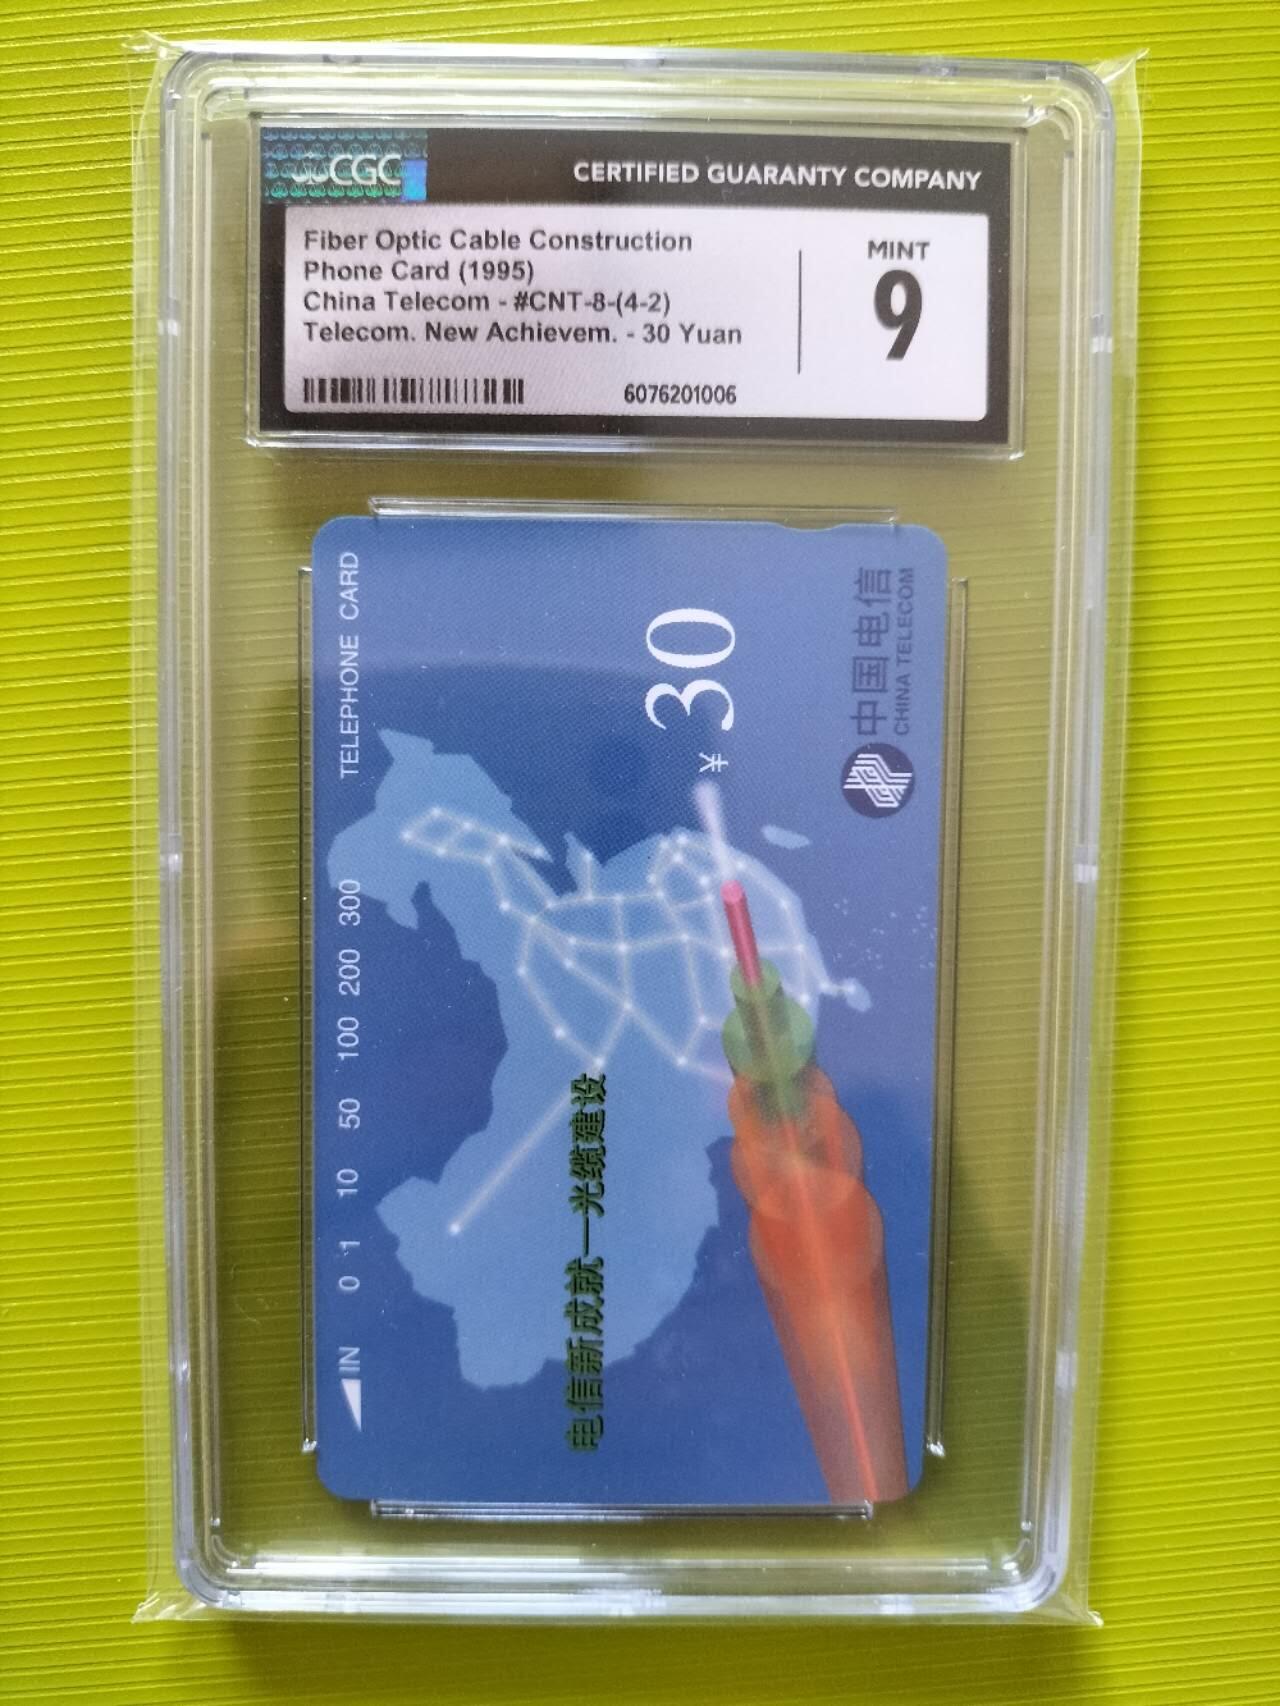 CGC
CERTIFIED GUARANTY COMPANY
Fiber Optic Cable Construction
Phone Card (1995)
China Telecom - #CNT-8-(4-2)
Telecom. New Achievem. - 30 Yuan
6076201006
MINT
9
IN 0 1 10 50 100 200 300 TELEPHONE CARD
电信新成就—光缆建设
¥ 30
中国电信
CHINA TELECOM